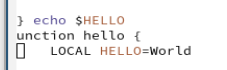 } echo $HELLO
unction hello {
    LOCAL HELLO=World